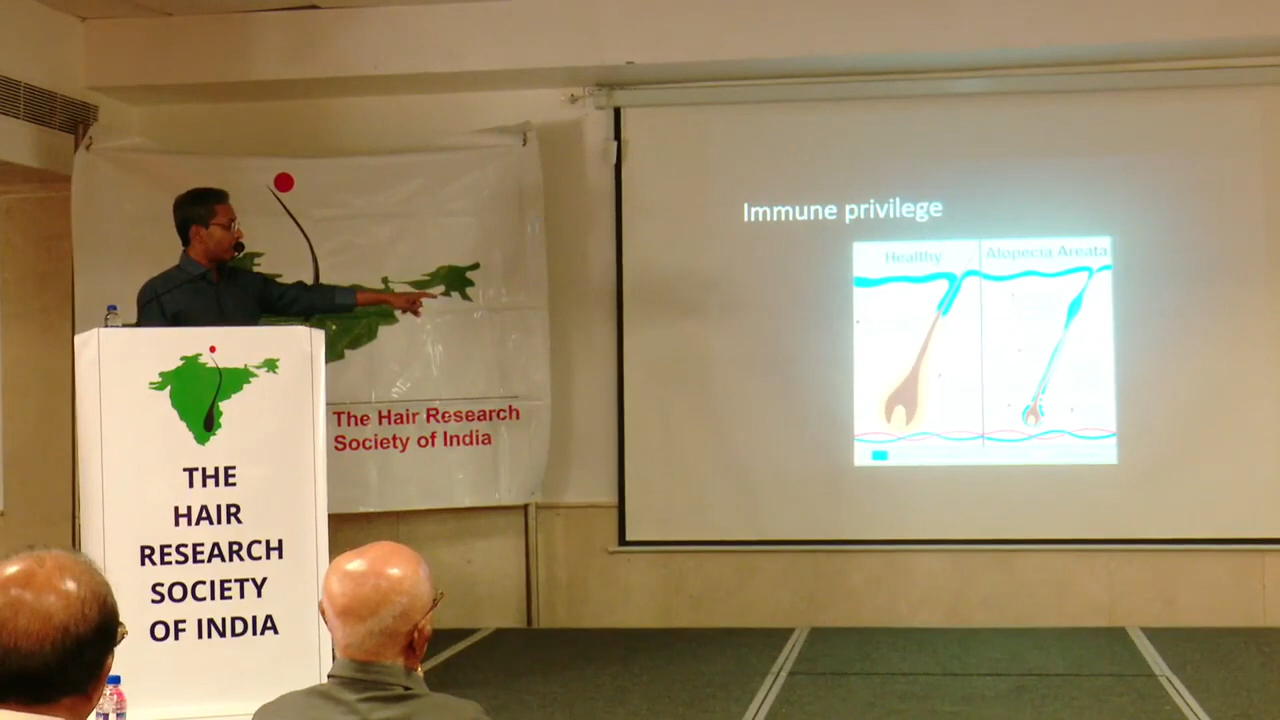 Immune privilege
Healthy
Alopecia Areata
The Hair Research
Society of India
THE
HAIR
RESEARCH
SOCIETY
OF INDIA